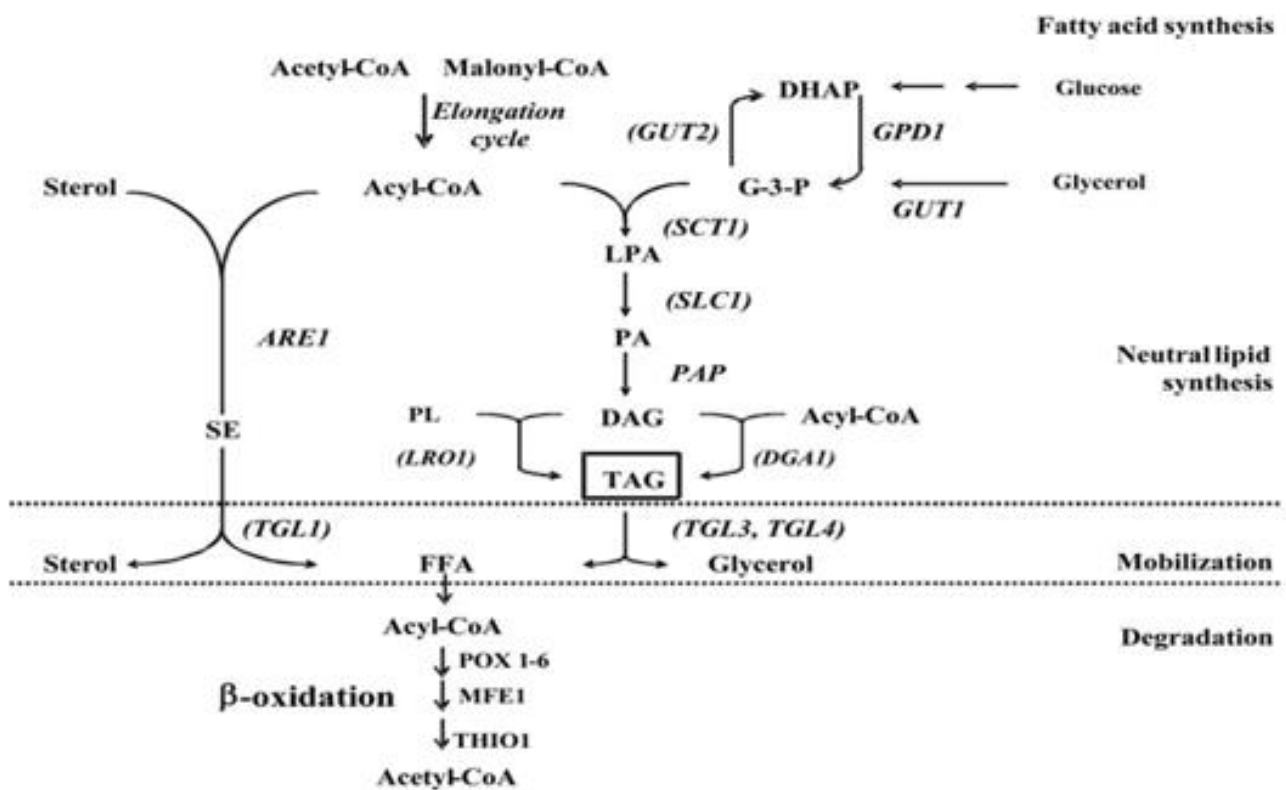 Fatty acid synthesis
Acetyl-CoA Malonyl-CoA
DHAP
Glucose
Elongation
cycle
(GUT2)
GPD1
Sterol
Acyl-CoA
G-3-P
Glycerol
GUT1
(SCT1)
LPA
(SLC1)
PA
ARE1
PAP
Neutral lipid
synthesis
PL
DAG
Acyl-CoA
SE
(LRO1)
TAG
(DGA1)
(TGL1)
(TGL3, TGL4)
Sterol
FFA
Glycerol
Mobilization
Acyl-CoA
Degradation
POX 1-6
β-oxidation
MFE1
THIO1
Acetyl-CoA